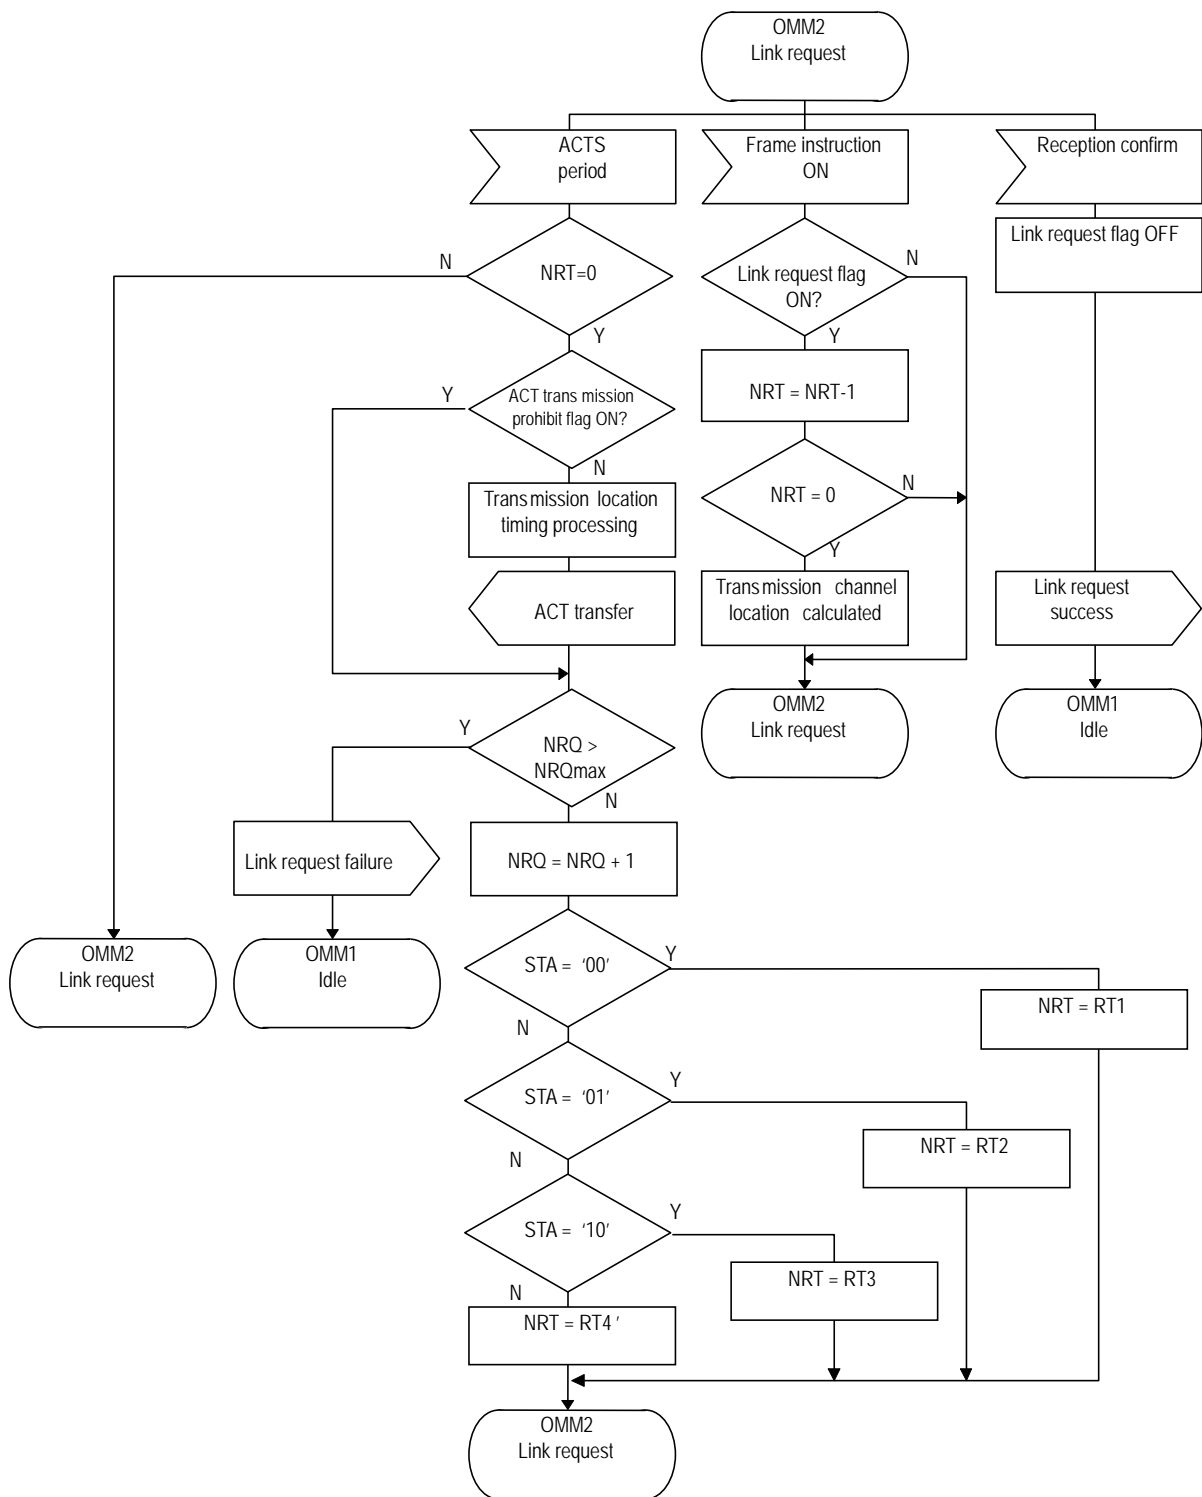 OMM2
Link request
ACTS
period
Frame instruction
ON
Reception confirm
Link request flag OFF
N
NRT=0
Y
Link request flag
ON?
N
Y
Y
ACT trans mission
prohibit flag ON?
N
NRT = NRT-1
Transmission location
timing processing
NRT = 0
N
Y
ACT transfer
Transmission channel
location calculated
Link request
success
OMM2
Link request
OMM1
Idle
Y
NRQ >
NRQmax
N
Link request failure
NRQ = NRQ + 1
OMM2
Link request
OMM1
Idle
STA = '00'
Y
N
NRT = RT1
STA = '01'
Y
N
NRT = RT2
STA = '10'
Y
N
NRT = RT3
NRT = RT4 '
OMM2
Link request